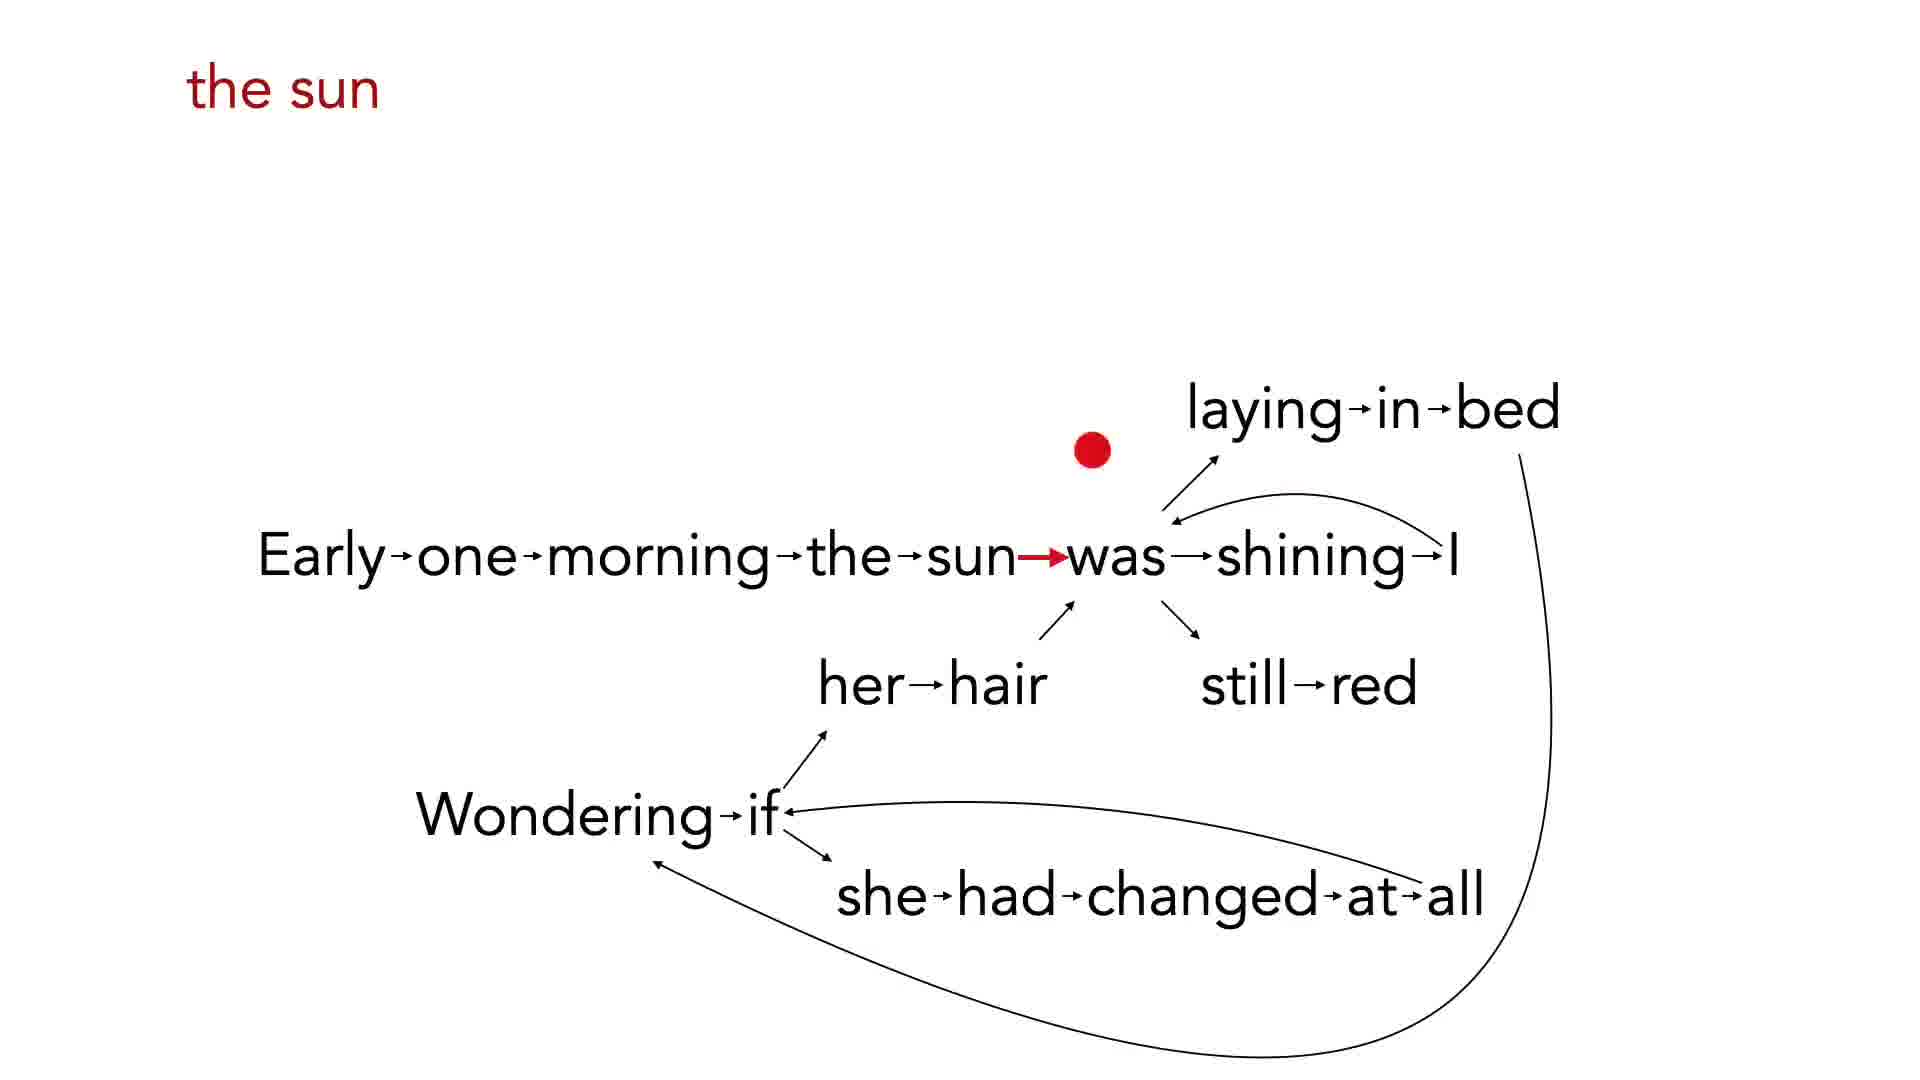 the sun
laying in bed
Early one morning the sun was shining I
her hair still red
Wondering if
she had changed at all